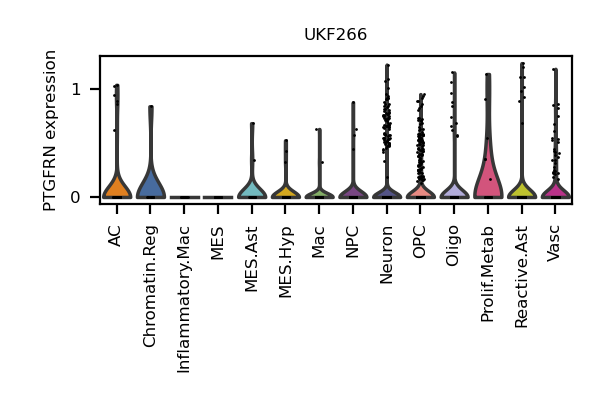 UKF266
PTGFRN expression
1
0
AC
Chromatin.Reg
Inflammatory.Mac
MES
MES.Ast
MES.Hyp
Mac
NPC
Neuron
OPC
Oligo
Prolif.Metab
Reactive.Ast
Vasc